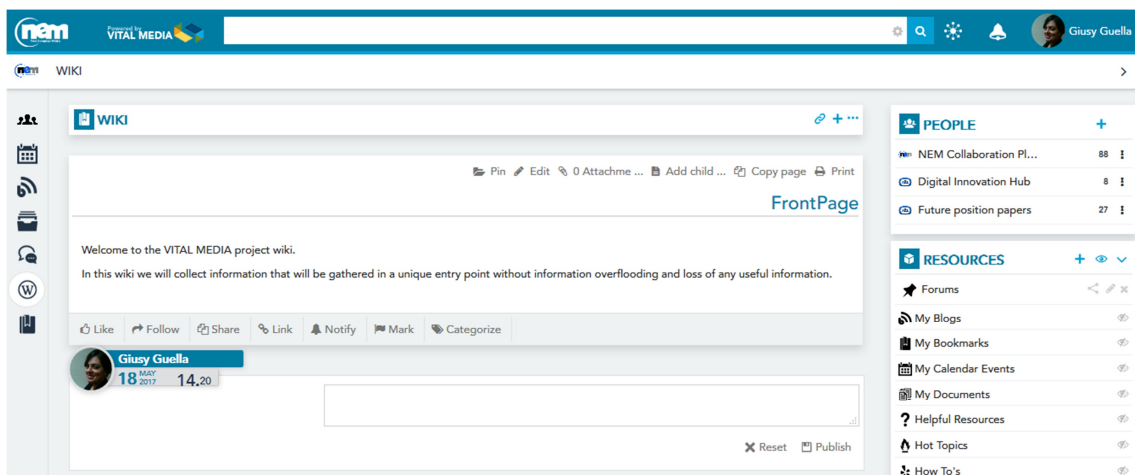 nem
Powered by
VITAL MEDIA
Giusy Guella
nem WIKI
WIKI
Pin Edit 0 Attachme ... Add child ... Copy page Print
FrontPage
Welcome to the VITAL MEDIA project wiki.
In this wiki we will collect information that will be gathered in a unique entry point without information overflooding and loss of any useful information.
Like Follow Share Link Notify Mark Categorize
Giusy Guella
18 MAY 2017 14.20
Reset Publish
PEOPLE
NEM Collaboration Pl... 88
Digital Innovation Hub 8
Future position papers 27
RESOURCES
Forums
My Blogs
My Bookmarks
My Calendar Events
My Documents
Helpful Resources
Hot Topics
How To's